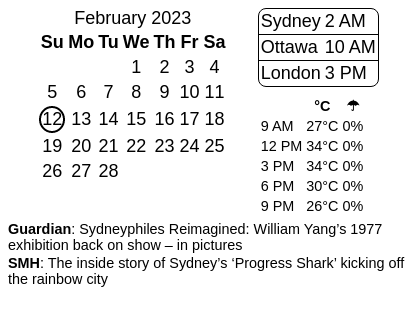 February 2023
Su Mo Tu We Th Fr Sa
1 2 3 4
5 6 7 8 9 10 11
12 13 14 15 16 17 18
19 20 21 22 23 24 25
26 27 28
Sydney 2 AM
Ottawa 10 AM
London 3 PM
°C ☂
9 AM 27°C 0%
12 PM 34°C 0%
3 PM 34°C 0%
6 PM 30°C 0%
9 PM 26°C 0%
Guardian: Sydneyphiles Reimagined: William Yang’s 1977
exhibition back on show – in pictures
SMH: The inside story of Sydney’s ‘Progress Shark’ kicking off
the rainbow city